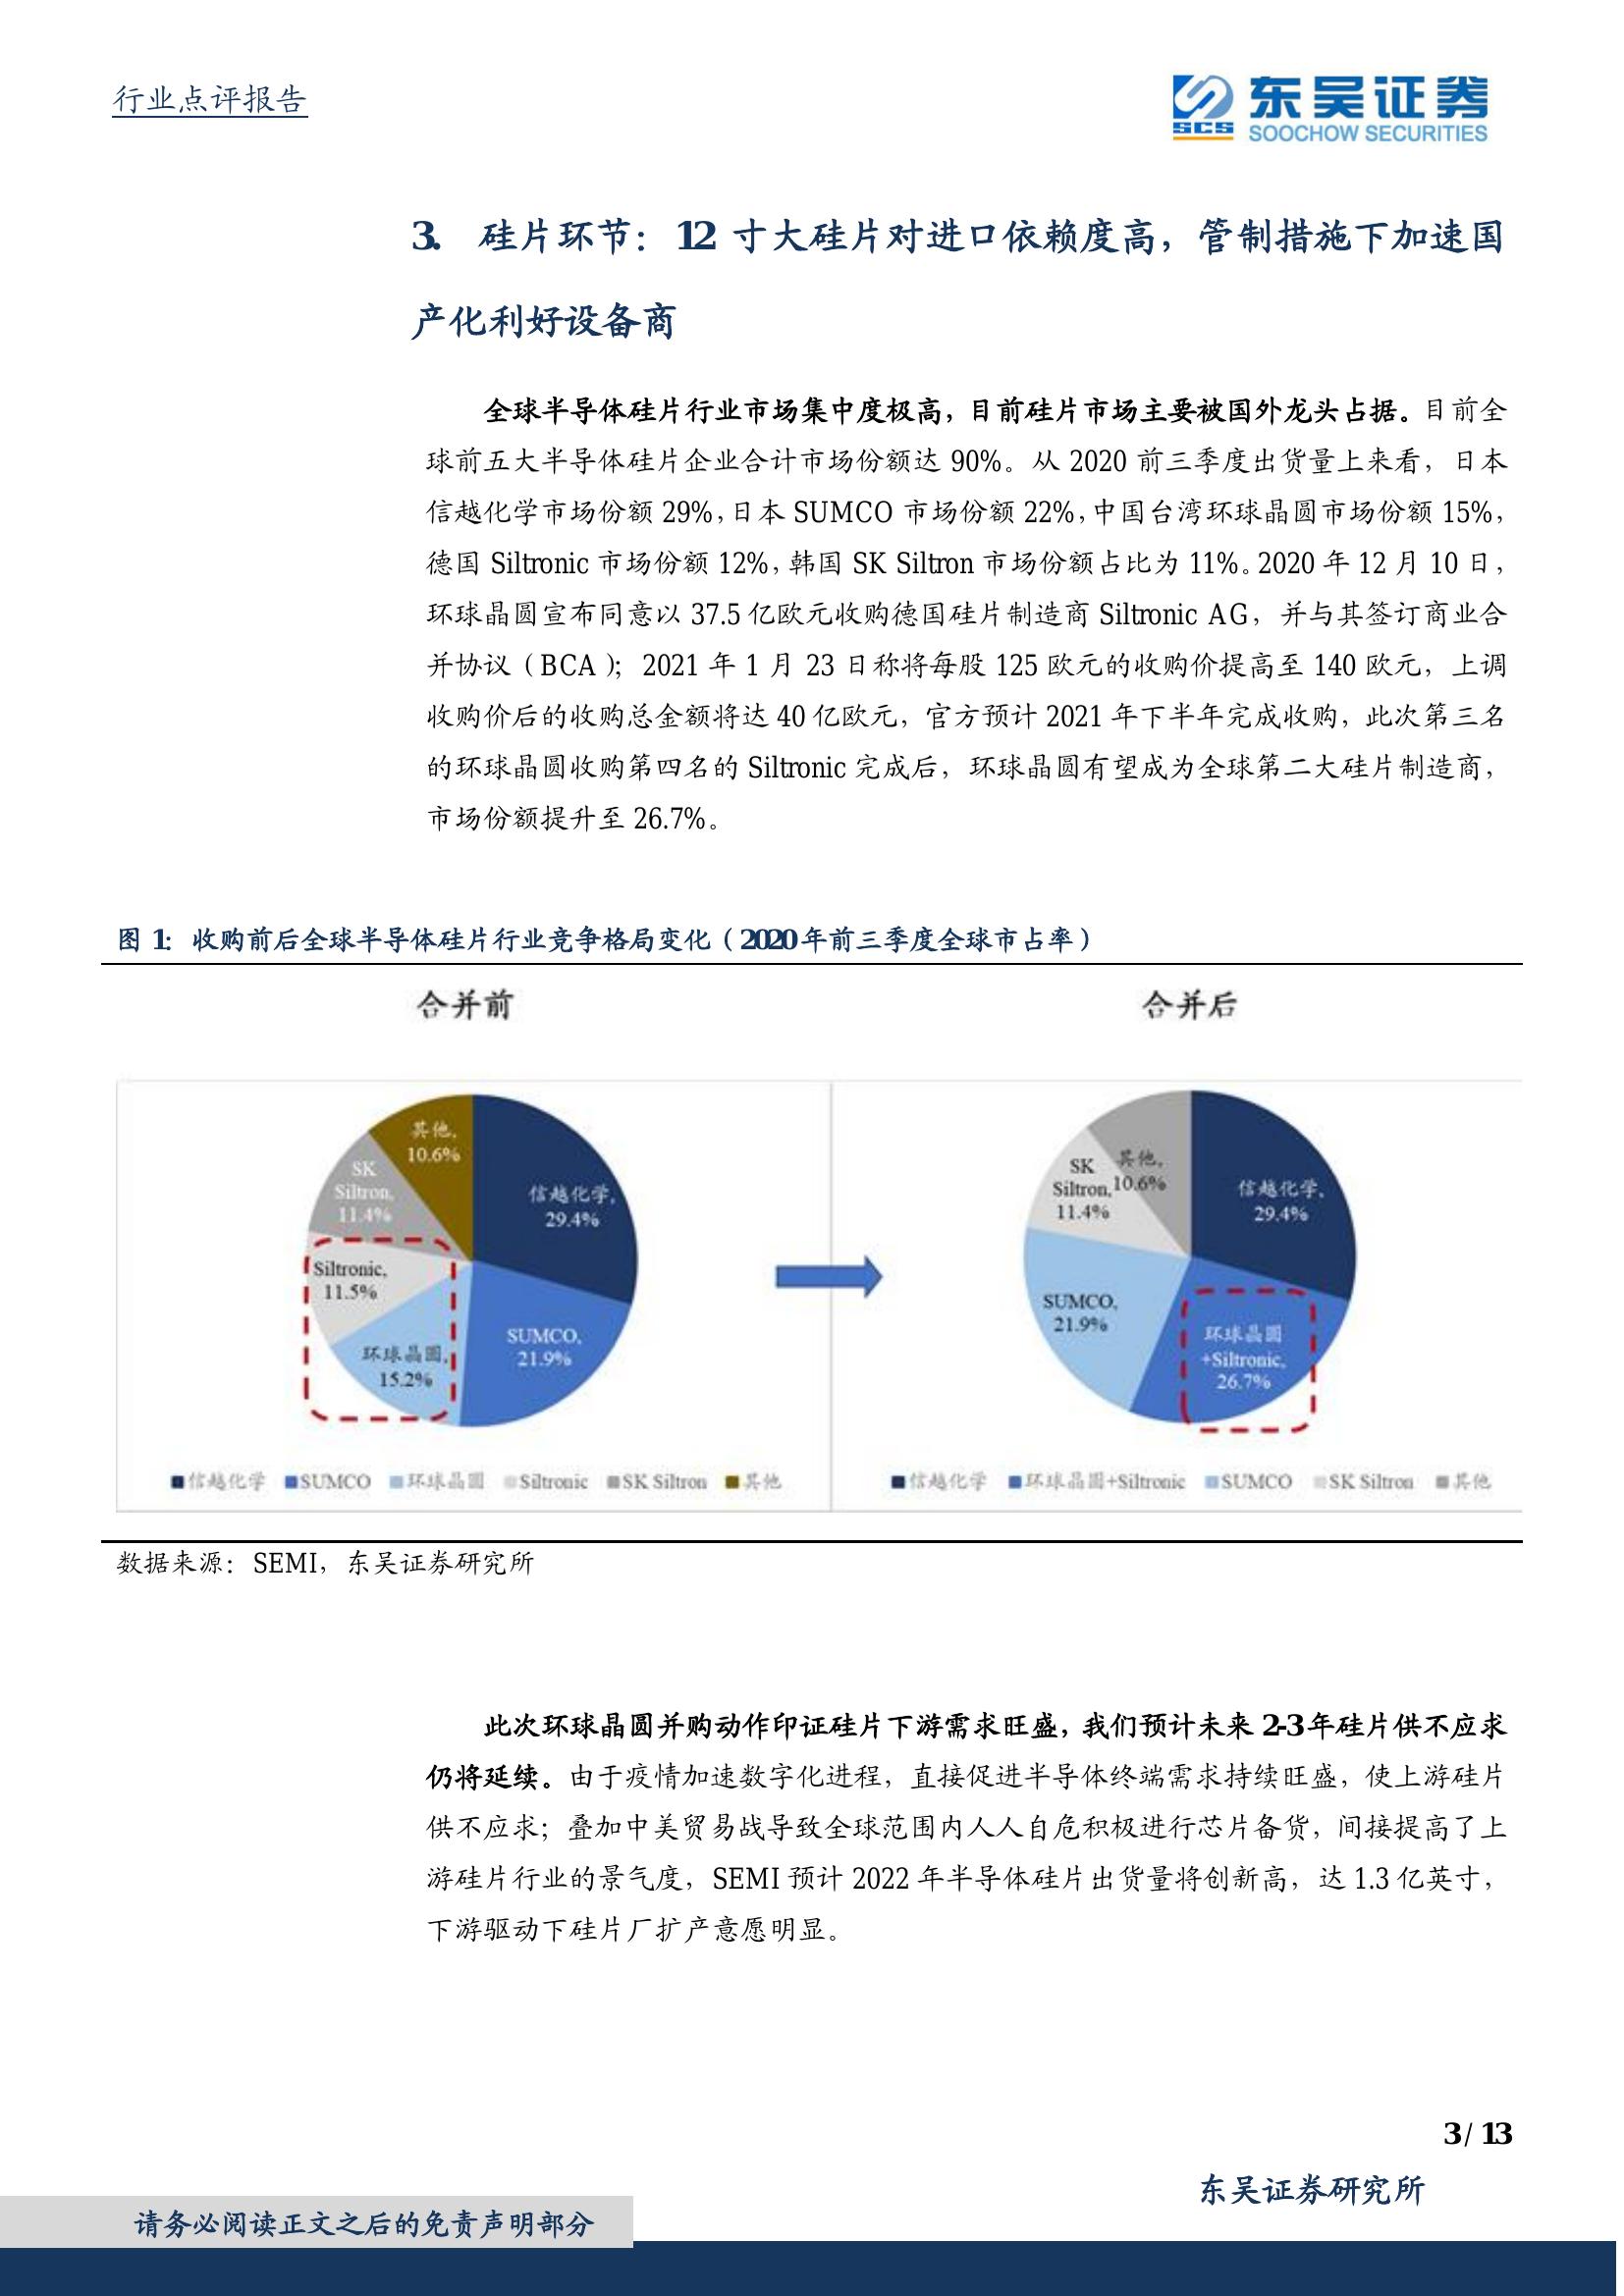 行业点评报告
SCS
东吴证券
SOOCHOW SECURITIES
3. 硅片环节：12 寸大硅片对进口依赖度高，管制措施下加速国
产化利好设备商
全球半导体硅片行业市场集中度极高，目前硅片市场主要被国外龙头占据。目前全
球前五大半导体硅片企业合计市场份额达 90%。从 2020 前三季度出货量上来看，日本
信越化学市场份额 29%，日本 SUMCO 市场份额 22%，中国台湾环球晶圆市场份额 15%，
德国 Siltronic 市场份额 12%，韩国 SK Siltron 市场份额占比为 11%。2020 年 12 月 10 日，
环球晶圆宣布同意以 37.5 亿欧元收购德国硅片制造商 Siltronic AG，并与其签订商业合
并协议（BCA）；2021 年 1 月 23 日称将每股 125 欧元的收购价提高至 140 欧元，上调
收购价后的收购总金额将达 40 亿欧元，官方预计 2021 年下半年完成收购，此次第三名
的环球晶圆收购第四名的 Siltronic 完成后，环球晶圆有望成为全球第二大硅片制造商，
市场份额提升至 26.7%。
图 1：收购前后全球半导体硅片行业竞争格局变化（2020 年前三季度全球市占率）
合并前
其他,
10.6%
SK
Siltron,
11.4%
信越化学,
29.4%
Siltronic,
11.5%
SUMCO,
21.9%
环球晶圆,
15.2%
信越化学 SUMCO 环球晶圆 Siltronic SK Siltron 其他
合并后
其他,
10.6%
SK
Siltron,
11.4%
信越化学,
29.4%
SUMCO,
21.9%
环球晶圆
+Siltronic,
26.7%
信越化学 环球晶圆+Siltronic SUMCO SK Siltron 其他
数据来源：SEMI，东吴证券研究所
此次环球晶圆并购动作印证硅片下游需求旺盛，我们预计未来 2-3 年硅片供不应求
仍将延续。由于疫情加速数字化进程，直接促进半导体终端需求持续旺盛，使上游硅片
供不应求；叠加中美贸易战导致全球范围内人人自危积极进行芯片备货，间接提高了上
游硅片行业的景气度，SEMI 预计 2022 年半导体硅片出货量将创新高，达 1.3 亿英寸，
下游驱动下硅片厂扩产意愿明显。
3 / 13
东吴证券研究所
请务必阅读正文之后的免责声明部分